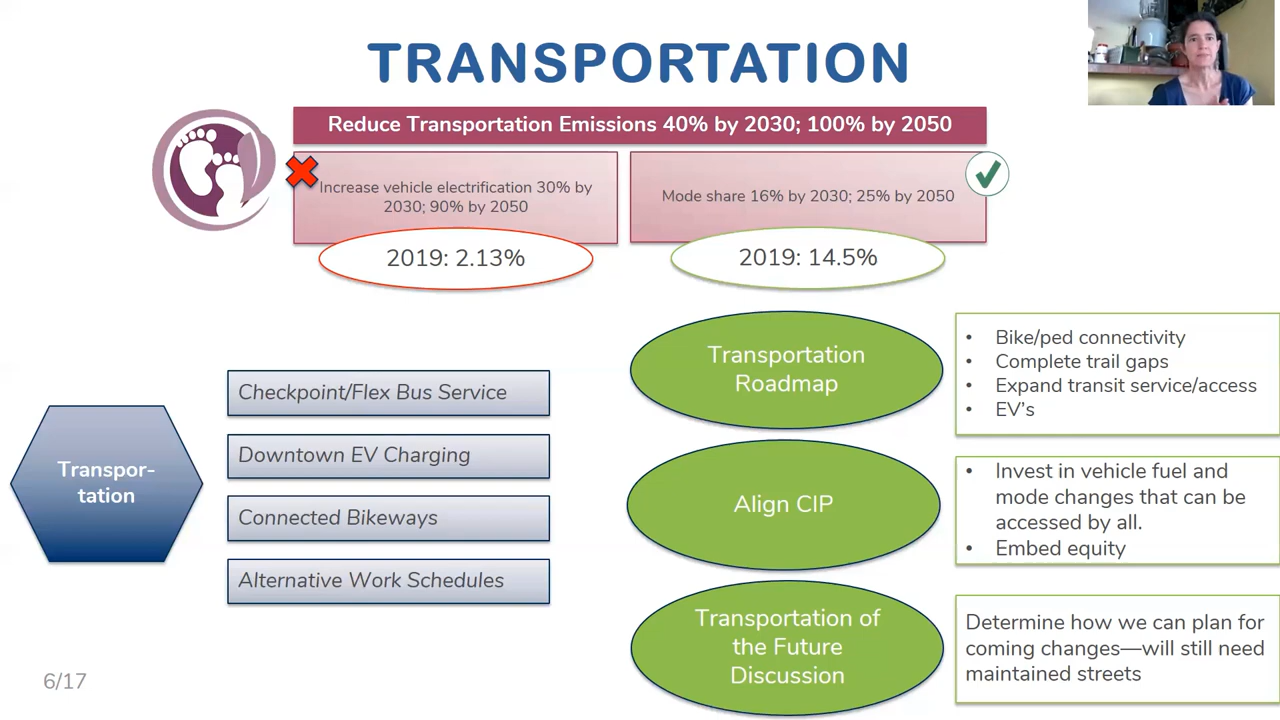 TRANSPORTATION
Reduce Transportation Emissions 40% by 2030; 100% by 2050
Increase vehicle electrification 30% by
2030; 90% by 2050
Mode share 16% by 2030; 25% by 2050
2019: 2.13%
2019: 14.5%
Transpor-
tation
Checkpoint/Flex Bus Service
Downtown EV Charging
Connected Bikeways
Alternative Work Schedules
Transportation
Roadmap
• Bike/ped connectivity
• Complete trail gaps
• Expand transit service/access
• EV's
Align CIP
• Invest in vehicle fuel and
mode changes that can be
accessed by all.
• Embed equity
Transportation of
the Future
Discussion
Determine how we can plan for
coming changes—will still need
maintained streets
6/17